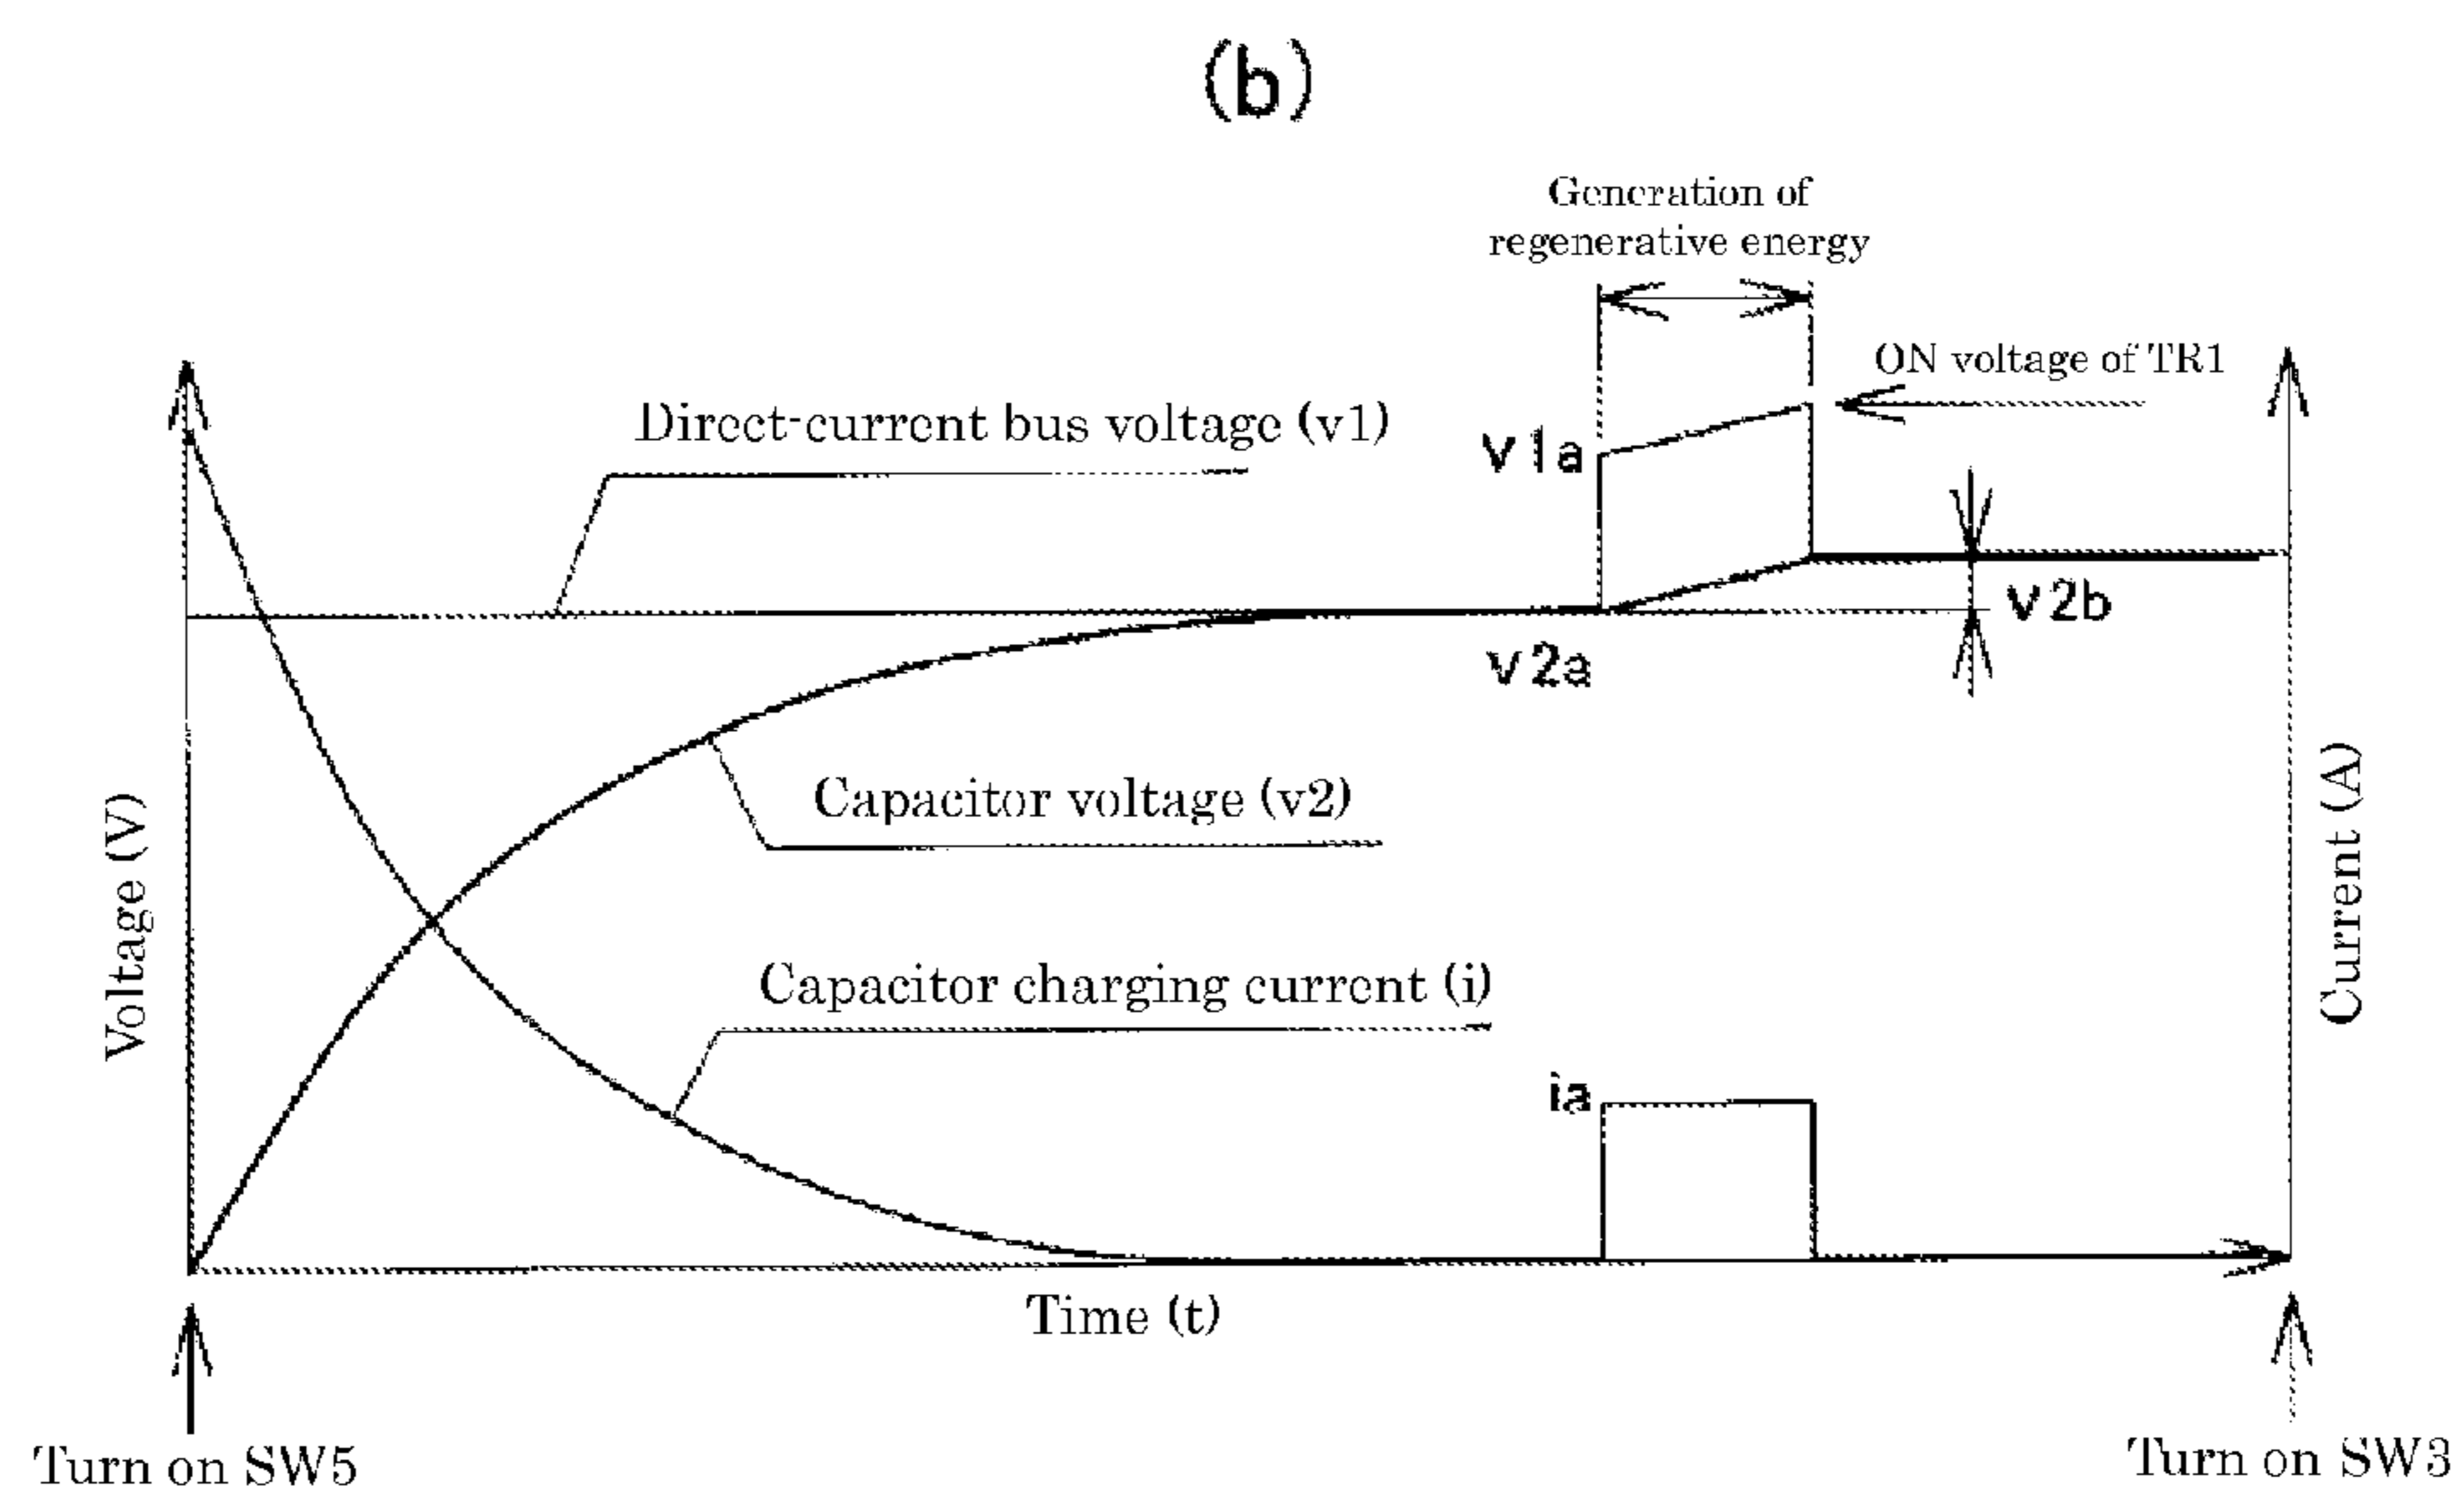 (b)
Generation of
regenerative energy
ON voltage of TR1
Direct-current bus voltage (v1)
v1a
v2b
v2a
Capacitor voltage (v2)
Voltage (V)
Current (A)
Capacitor charging current (i)
ia
Time (t)
Turn on SW5
Turn on SW3